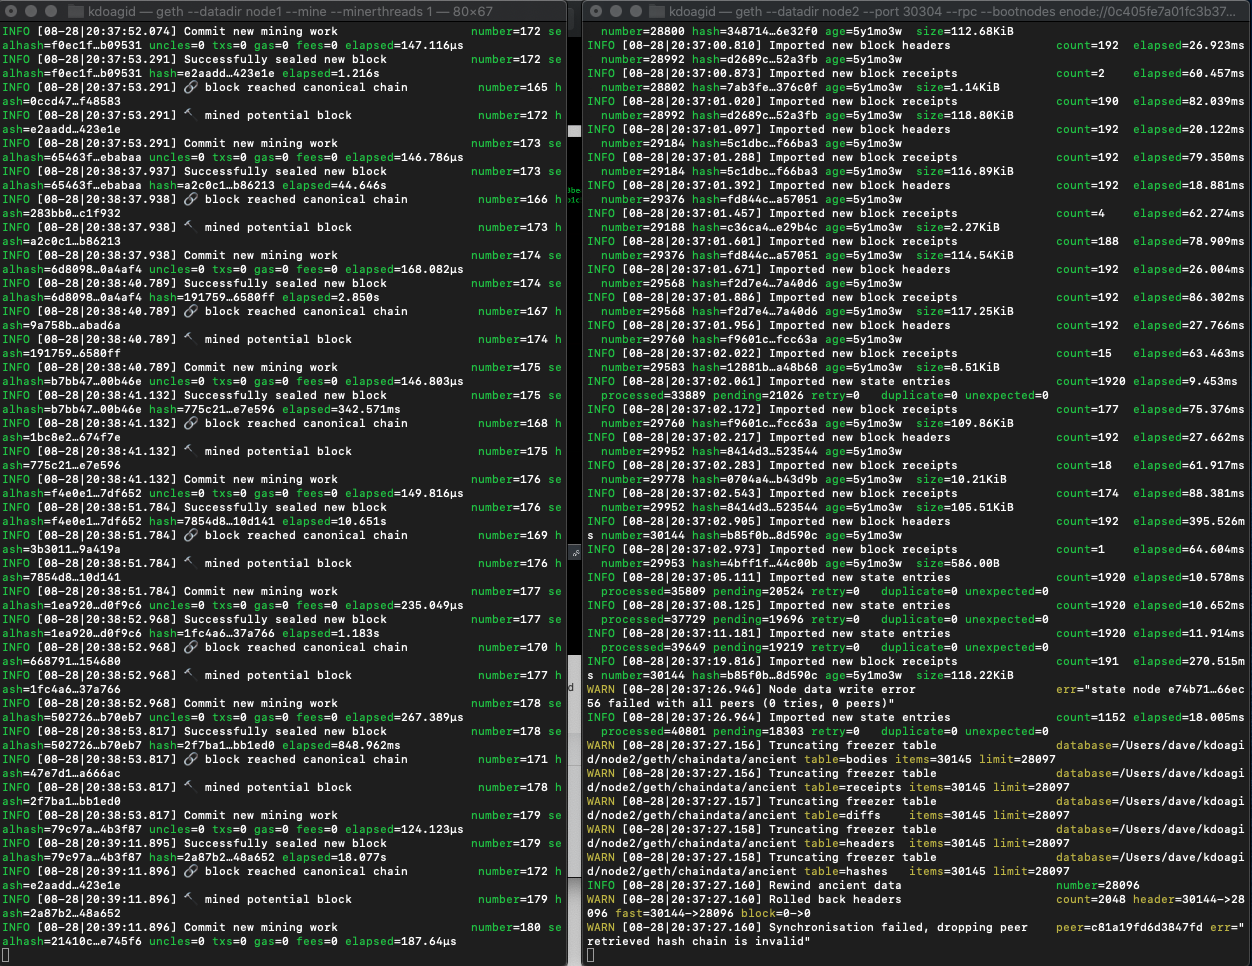 kdoagid — geth --datadir node1 --mine --minerthreads 1 — 80×67
INFO [08-28|20:37:52.074] Commit new mining work number=172 se
alhash=f0ec1f…b09531 uncles=0 txs=0 gas=0 fees=0 elapsed=147.116µs
INFO [08-28|20:37:53.291] Successfully sealed new block number=172 se
alhash=f0ec1f…b09531 hash=e2aadd…423e1e elapsed=1.216s
INFO [08-28|20:37:53.291] 🔗 block reached canonical chain number=165 h
ash=0ccd47…f48583
INFO [08-28|20:37:53.291] 🔨 mined potential block number=172 h
ash=e2aadd…423e1e
INFO [08-28|20:37:53.291] Commit new mining work number=173 se
alhash=65463f…ebabaa uncles=0 txs=0 gas=0 fees=0 elapsed=146.786µs
INFO [08-28|20:38:37.937] Successfully sealed new block number=173 se
alhash=65463f…ebabaa hash=a2c0c1…b86213 elapsed=44.646s
INFO [08-28|20:38:37.938] 🔗 block reached canonical chain number=166 h
ash=283bb0…c1f932
INFO [08-28|20:38:37.938] 🔨 mined potential block number=173 h
ash=a2c0c1…b86213
INFO [08-28|20:38:37.938] Commit new mining work number=174 se
alhash=6d8098…0a4af4 uncles=0 txs=0 gas=0 fees=0 elapsed=168.082µs
INFO [08-28|20:38:40.789] Successfully sealed new block number=174 se
alhash=6d8098…0a4af4 hash=191759…6580ff elapsed=2.850s
INFO [08-28|20:38:40.789] 🔗 block reached canonical chain number=167 h
ash=9a758b…abad6a
INFO [08-28|20:38:40.789] 🔨 mined potential block number=174 h
ash=191759…6580ff
INFO [08-28|20:38:40.789] Commit new mining work number=175 se
alhash=b7bb47…00b46e uncles=0 txs=0 gas=0 fees=0 elapsed=146.803µs
INFO [08-28|20:38:41.132] Successfully sealed new block number=175 se
alhash=b7bb47…00b46e hash=775c21…e7e596 elapsed=342.571ms
INFO [08-28|20:38:41.132] 🔗 block reached canonical chain number=168 h
ash=1bc8e2…674f7e
INFO [08-28|20:38:41.132] 🔨 mined potential block number=175 h
ash=775c21…e7e596
INFO [08-28|20:38:41.132] Commit new mining work number=176 se
alhash=f4e0e1…7df652 uncles=0 txs=0 gas=0 fees=0 elapsed=149.816µs
INFO [08-28|20:38:51.784] Successfully sealed new block number=176 se
alhash=f4e0e1…7df652 hash=7854d8…10d141 elapsed=10.651s
INFO [08-28|20:38:51.784] 🔗 block reached canonical chain number=169 h
ash=3b3011…9a419a
INFO [08-28|20:38:51.784] 🔨 mined potential block number=176 h
ash=7854d8…10d141
INFO [08-28|20:38:51.784] Commit new mining work number=177 se
alhash=1ea920…d0f9c6 uncles=0 txs=0 gas=0 fees=0 elapsed=235.049µs
INFO [08-28|20:38:52.968] Successfully sealed new block number=177 se
alhash=1ea920…d0f9c6 hash=1fc4a6…37a766 elapsed=1.183s
INFO [08-28|20:38:52.968] 🔗 block reached canonical chain number=170 h
ash=668791…154680
INFO [08-28|20:38:52.968] 🔨 mined potential block number=177 h
ash=1fc4a6…37a766
INFO [08-28|20:38:52.968] Commit new mining work number=178 se
alhash=502726…b70eb7 uncles=0 txs=0 gas=0 fees=0 elapsed=267.389µs
INFO [08-28|20:38:53.817] Successfully sealed new block number=178 se
alhash=502726…b70eb7 hash=2f7ba1…bb1ed0 elapsed=848.962ms
INFO [08-28|20:38:53.817] 🔗 block reached canonical chain number=171 h
ash=47e7d1…a666ac
INFO [08-28|20:38:53.817] 🔨 mined potential block number=178 h
ash=2f7ba1…bb1ed0
INFO [08-28|20:38:53.817] Commit new mining work number=179 se
alhash=79c97a…4b3f87 uncles=0 txs=0 gas=0 fees=0 elapsed=124.123µs
INFO [08-28|20:39:11.895] Successfully sealed new block number=179 se
alhash=79c97a…4b3f87 hash=2a87b2…48a652 elapsed=18.077s
INFO [08-28|20:39:11.896] 🔗 block reached canonical chain number=172 h
ash=e2aadd…423e1e
INFO [08-28|20:39:11.896] 🔨 mined potential block number=179 h
ash=2a87b2…48a652
INFO [08-28|20:39:11.896] Commit new mining work number=180 se
alhash=21410c…e745f6 uncles=0 txs=0 gas=0 fees=0 elapsed=187.64µs
d
kdoagid — geth --datadir node2 --port 30304 --rpc --bootnodes enode://0c405fe7a01fc3b37...
number=28800 hash=348714…6e32f0 age=5y1mo3w size=112.68KiB
INFO [08-28|20:37:00.810] Imported new block headers count=192 elapsed=26.923ms
number=28992 hash=d2689c…52a3fb age=5y1mo3w
INFO [08-28|20:37:00.873] Imported new block receipts count=2 elapsed=60.457ms
number=28802 hash=7ab3fe…376c0f age=5y1mo3w size=1.14KiB
INFO [08-28|20:37:01.020] Imported new block receipts count=190 elapsed=82.039ms
number=28992 hash=d2689c…52a3fb age=5y1mo3w size=118.80KiB
INFO [08-28|20:37:01.097] Imported new block headers count=192 elapsed=20.122ms
number=29184 hash=5c1dbc…f66ba3 age=5y1mo3w
INFO [08-28|20:37:01.288] Imported new block receipts count=192 elapsed=79.350ms
number=29184 hash=5c1dbc…f66ba3 age=5y1mo3w size=116.89KiB
INFO [08-28|20:37:01.392] Imported new block headers count=192 elapsed=18.881ms
number=29376 hash=fd844c…a57051 age=5y1mo3w
INFO [08-28|20:37:01.457] Imported new block receipts count=4 elapsed=62.274ms
number=29188 hash=c36ca4…e29b4c age=5y1mo3w size=2.27KiB
INFO [08-28|20:37:01.601] Imported new block receipts count=188 elapsed=78.909ms
number=29376 hash=fd844c…a57051 age=5y1mo3w size=114.54KiB
INFO [08-28|20:37:01.671] Imported new block headers count=192 elapsed=26.004ms
number=29568 hash=f2d7e4…7a40d6 age=5y1mo3w
INFO [08-28|20:37:01.886] Imported new block receipts count=192 elapsed=86.302ms
number=29568 hash=f2d7e4…7a40d6 age=5y1mo3w size=117.25KiB
INFO [08-28|20:37:01.956] Imported new block headers count=192 elapsed=27.766ms
number=29760 hash=f9601c…fcc63a age=5y1mo3w
INFO [08-28|20:37:02.022] Imported new block receipts count=15 elapsed=63.463ms
number=29583 hash=12881b…a48b68 age=5y1mo3w size=8.51KiB
INFO [08-28|20:37:02.061] Imported new state entries count=1920 elapsed=9.453ms
processed=33889 pending=21026 retry=0 duplicate=0 unexpected=0
INFO [08-28|20:37:02.172] Imported new block receipts count=177 elapsed=75.376ms
number=29760 hash=f9601c…fcc63a age=5y1mo3w size=109.86KiB
INFO [08-28|20:37:02.217] Imported new block headers count=192 elapsed=27.662ms
number=29952 hash=8414d3…523544 age=5y1mo3w
INFO [08-28|20:37:02.283] Imported new block receipts count=18 elapsed=61.917ms
number=29778 hash=0704a4…b43d9b age=5y1mo3w size=10.21KiB
INFO [08-28|20:37:02.543] Imported new block receipts count=174 elapsed=88.381ms
number=29952 hash=8414d3…523544 age=5y1mo3w size=105.51KiB
INFO [08-28|20:37:02.905] Imported new block headers count=192 elapsed=395.526m
s number=30144 hash=b85f0b…8d590c age=5y1mo3w
INFO [08-28|20:37:02.973] Imported new block receipts count=1 elapsed=64.604ms
number=29953 hash=4bff1f…44c00b age=5y1mo3w size=586.00B
INFO [08-28|20:37:05.111] Imported new state entries count=1920 elapsed=10.578ms
processed=35809 pending=20524 retry=0 duplicate=0 unexpected=0
INFO [08-28|20:37:08.125] Imported new state entries count=1920 elapsed=10.652ms
processed=37729 pending=19696 retry=0 duplicate=0 unexpected=0
INFO [08-28|20:37:11.181] Imported new state entries count=1920 elapsed=11.914ms
processed=39649 pending=19219 retry=0 duplicate=0 unexpected=0
INFO [08-28|20:37:19.816] Imported new block receipts count=191 elapsed=270.515m
s number=30144 hash=b85f0b…8d590c age=5y1mo3w size=118.22KiB
WARN [08-28|20:37:26.946] Node data write error err="state node e74b71…66ec
56 failed with all peers (0 tries, 0 peers)"
INFO [08-28|20:37:26.964] Imported new state entries count=1152 elapsed=18.005ms
processed=40801 pending=18303 retry=0 duplicate=0 unexpected=0
WARN [08-28|20:37:27.156] Truncating freezer table database=/Users/dave/kdoagi
d/node2/geth/chaindata/ancient table=bodies items=30145 limit=28097
WARN [08-28|20:37:27.156] Truncating freezer table database=/Users/dave/kdoagi
d/node2/geth/chaindata/ancient table=receipts items=30145 limit=28097
WARN [08-28|20:37:27.157] Truncating freezer table database=/Users/dave/kdoagi
d/node2/geth/chaindata/ancient table=diffs items=30145 limit=28097
WARN [08-28|20:37:27.158] Truncating freezer table database=/Users/dave/kdoagi
d/node2/geth/chaindata/ancient table=headers items=30145 limit=28097
WARN [08-28|20:37:27.158] Truncating freezer table database=/Users/dave/kdoagi
d/node2/geth/chaindata/ancient table=hashes items=30145 limit=28097
INFO [08-28|20:37:27.160] Rewind ancient data number=28096
WARN [08-28|20:37:27.160] Rolled back headers count=2048 header=30144->28
096 fast=30144->28096 block=0->0
WARN [08-28|20:37:27.160] Synchronisation failed, dropping peer peer=c81a19fd6d3847fd err="
retrieved hash chain is invalid"